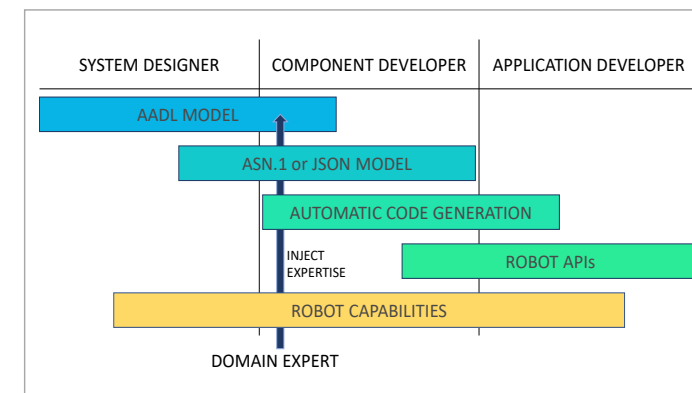 SYSTEM DESIGNER
COMPONENT DEVELOPER
APPLICATION DEVELOPER
AADL MODEL
ASN.1 or JSON MODEL
AUTOMATIC CODE GENERATION
INJECT
EXPERTISE
ROBOT APIs
ROBOT CAPABILITIES
DOMAIN EXPERT